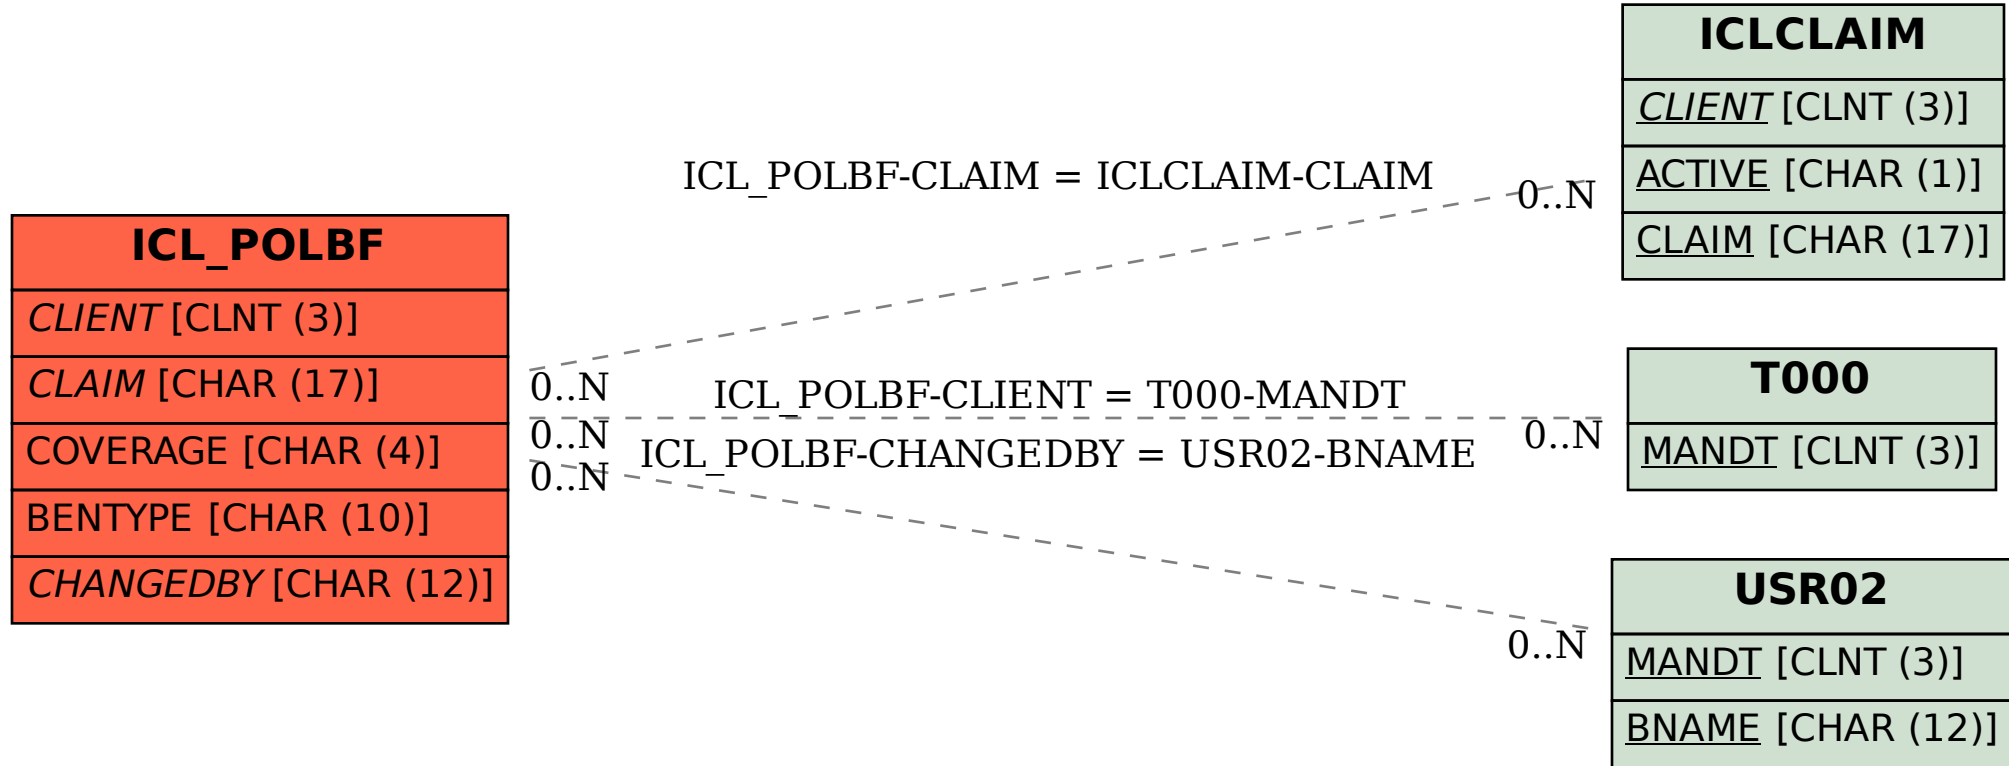 ICL_POLBF
CLIENT [CLNT (3)]
CLAIM [CHAR (17)]
COVERAGE [CHAR (4)]
BENTYPE [CHAR (10)]
CHANGEDBY [CHAR (12)]
ICL_POLBF-CLAIM = ICLCLAIM-CLAIM
0..N
0..N
ICL_POLBF-CLIENT = T000-MANDT
0..N
0..N
ICL_POLBF-CHANGEDBY = USR02-BNAME
0..N
0..N
ICLCLAIM
CLIENT [CLNT (3)]
ACTIVE [CHAR (1)]
CLAIM [CHAR (17)]
T000
MANDT [CLNT (3)]
USR02
MANDT [CLNT (3)]
BNAME [CHAR (12)]